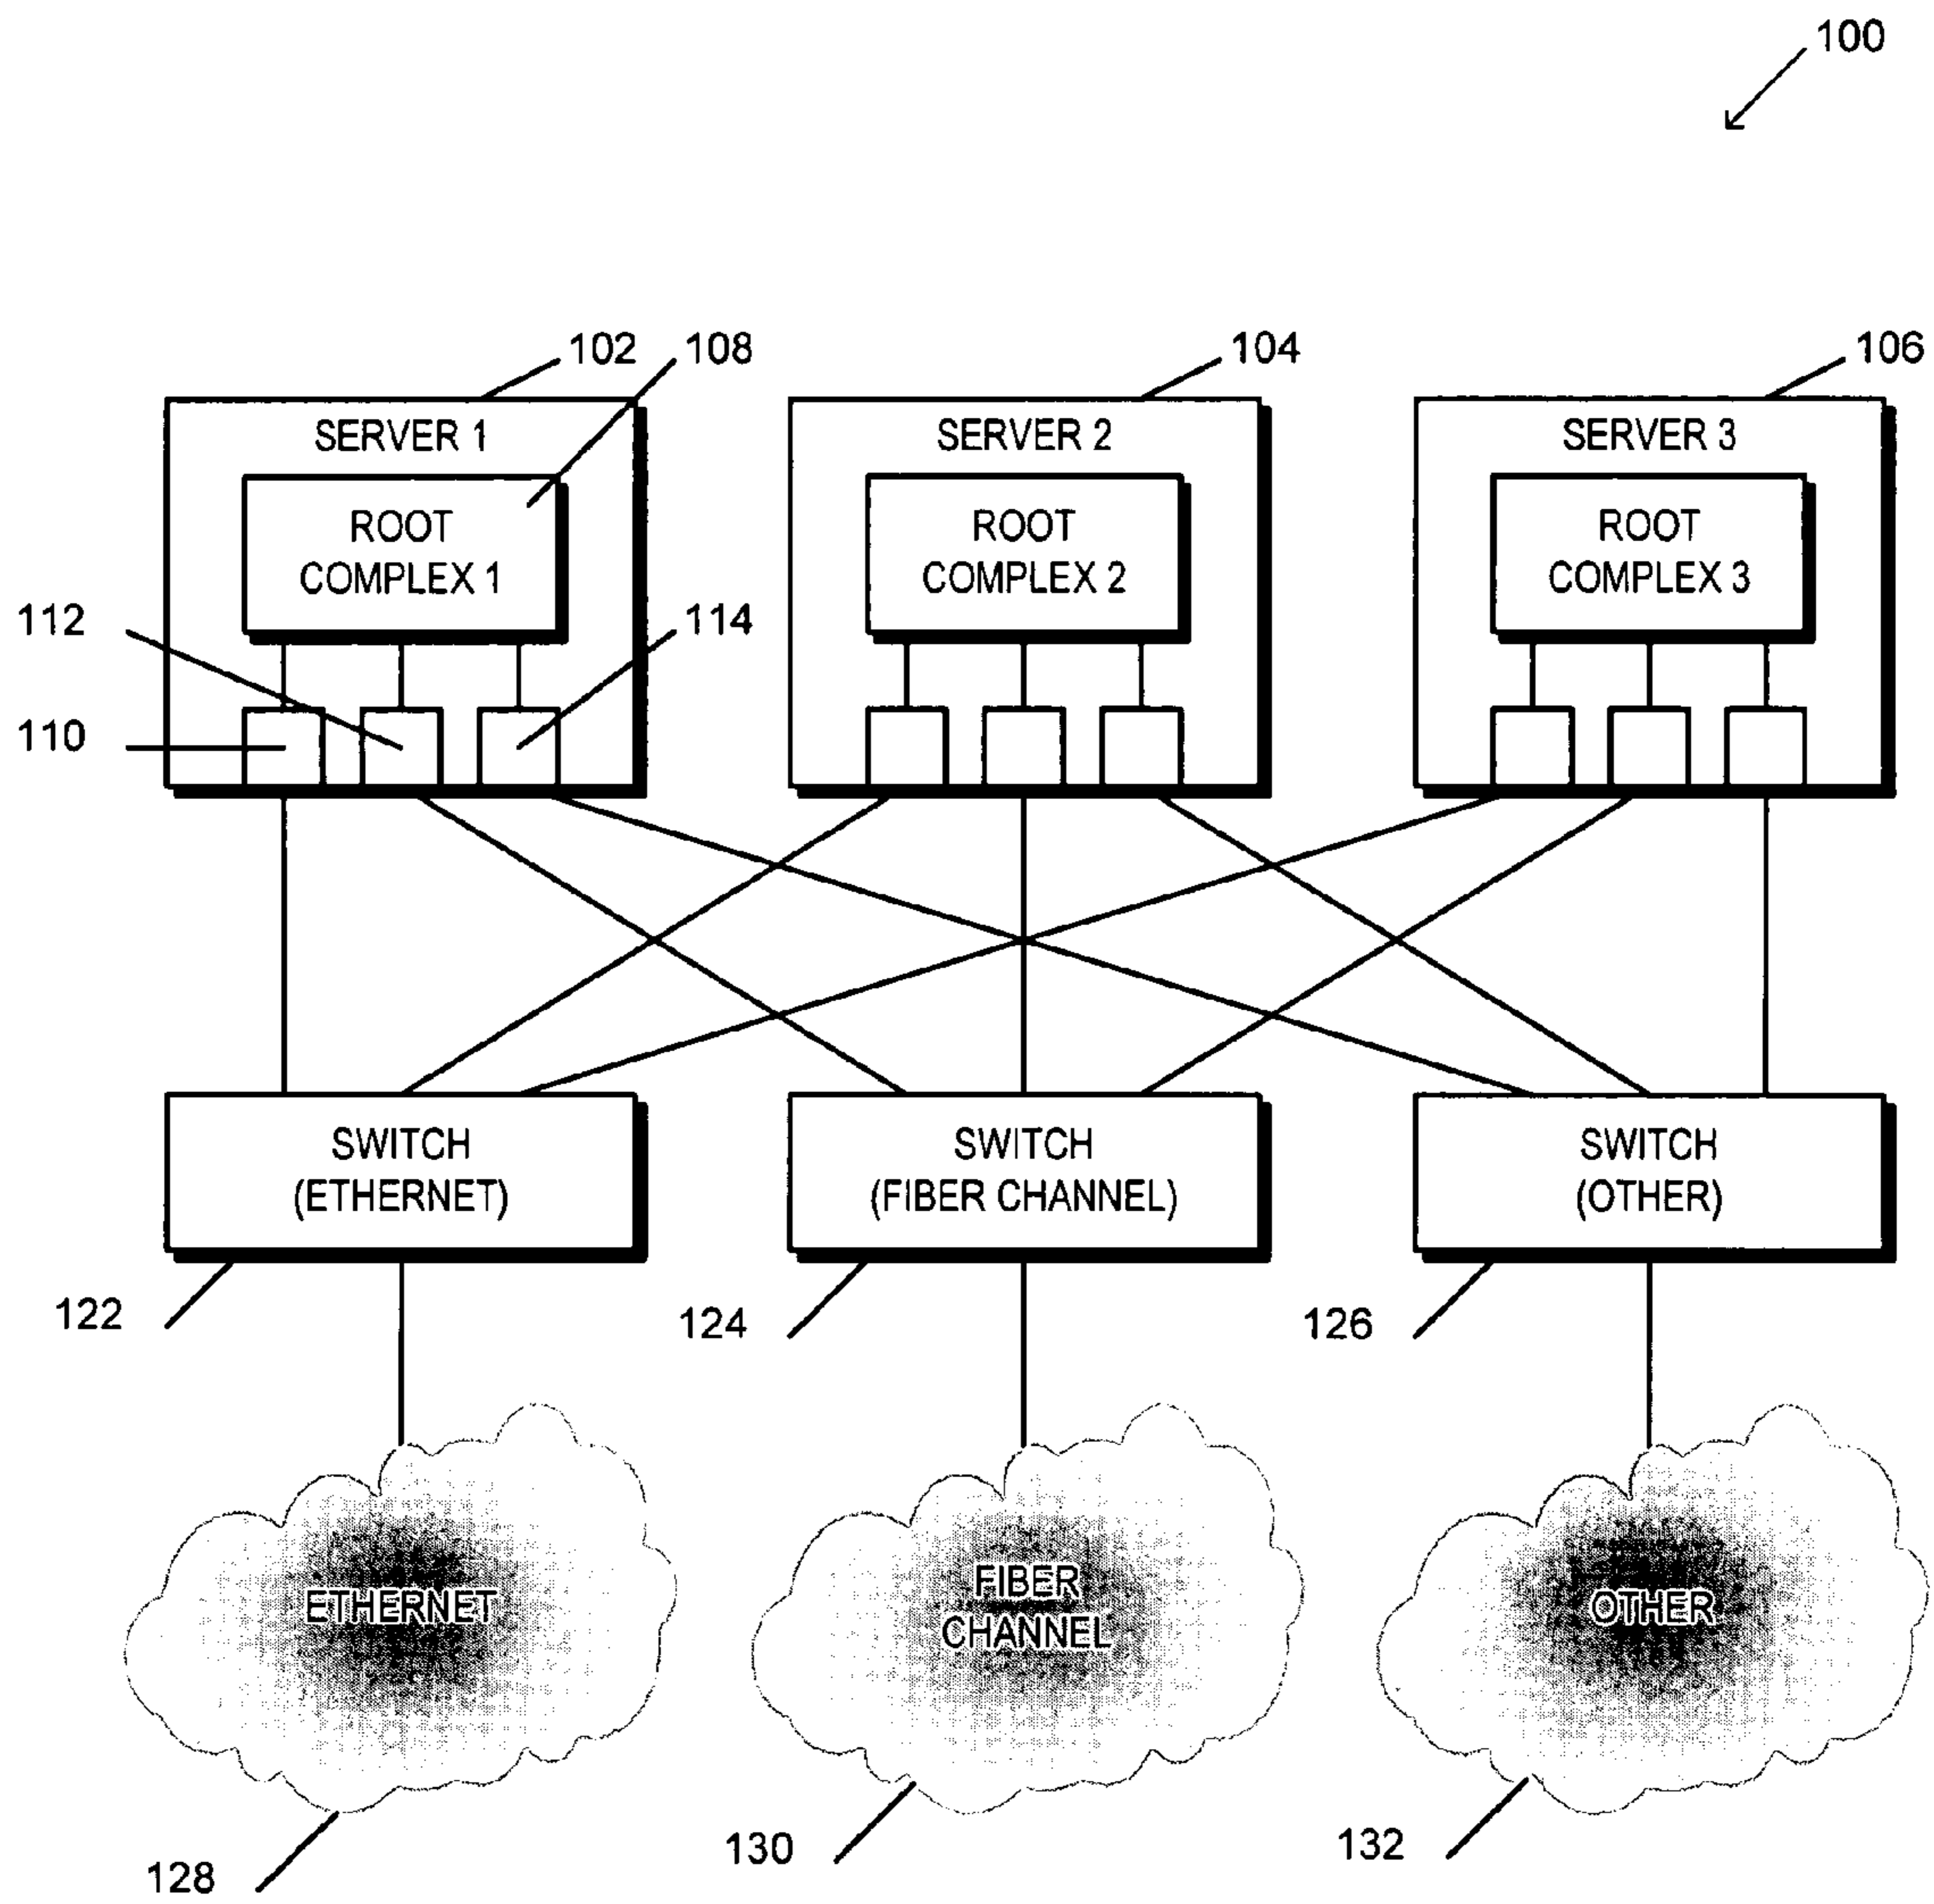 100
102
108
104
106
SERVER 1
SERVER 2
SERVER 3
ROOT
COMPLEX 1
ROOT
COMPLEX 2
ROOT
COMPLEX 3
112
114
110
SWITCH
(ETHERNET)
SWITCH
(FIBER CHANNEL)
SWITCH
(OTHER)
122
124
126
ETHERNET
FIBER
CHANNEL
OTHER
128
130
132